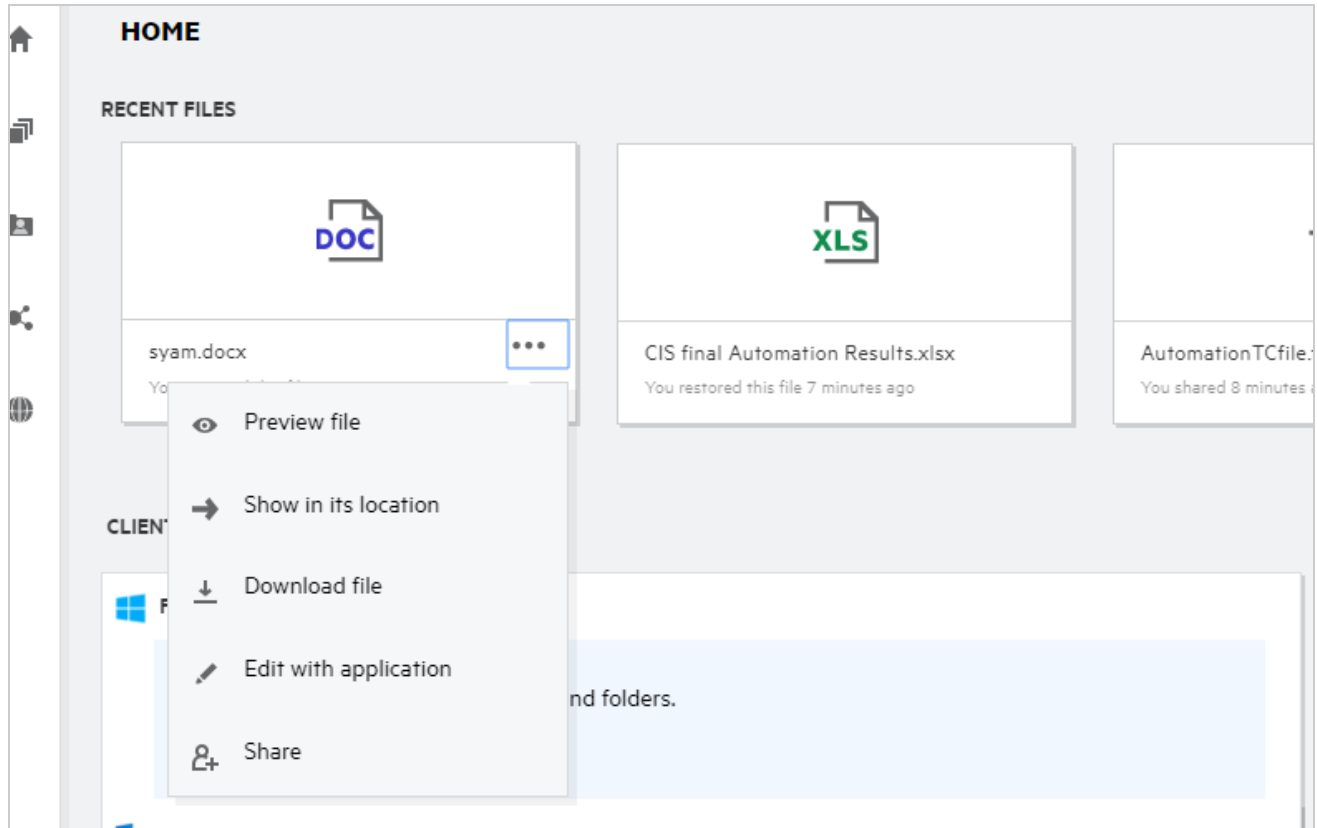 HOME
RECENT FILES
DOC
XLS
syam.docx
CIS final Automation Results.xlsx
You restored this file 7 minutes ago
AutomationTCfile.
You shared 8 minutes
Preview file
Show in its location
Download file
Edit with application
Share
CLIEN
nd folders.